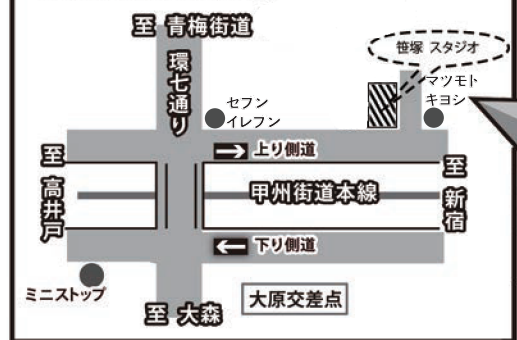 至 青梅街道
環七通り
笹塚 スタジオ
セフン
イレフン
マツモト
キヨシ
上り側道
至 高井戸
至 新宿
甲州街道本線
下り側道
ミニストップ
大原交差点
至 大森